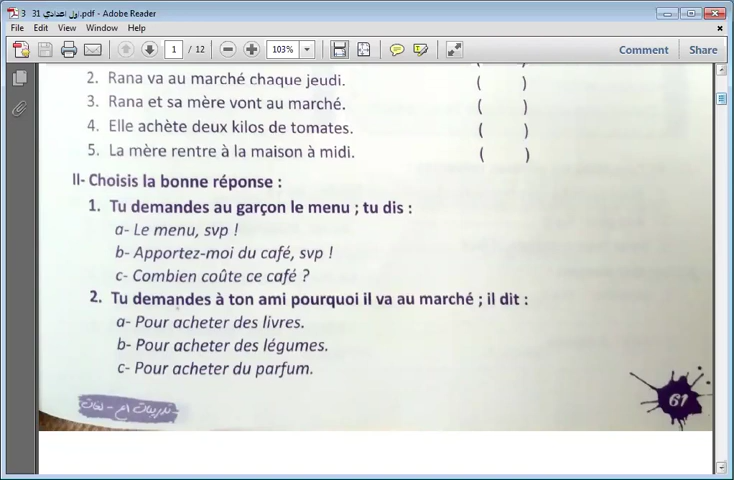 3 31 اول اعدادي.pdf - Adobe Reader
File Edit View Window Help
1 / 12 103% Comment Share
2. Rana va au marché chaque jeudi. ( )
3. Rana et sa mère vont au marché. ( )
4. Elle achète deux kilos de tomates. ( )
5. La mère rentre à la maison à midi. ( )
II- Choisis la bonne réponse :
1. Tu demandes au garçon le menu ; tu dis :
a- Le menu, svp !
b- Apportez-moi du café, svp !
c- Combien coûte ce café ?
2. Tu demandes à ton ami pourquoi il va au marché ; il dit :
a- Pour acheter des livres.
b- Pour acheter des légumes.
c- Pour acheter du parfum.
تدريبات اع - لغات
61